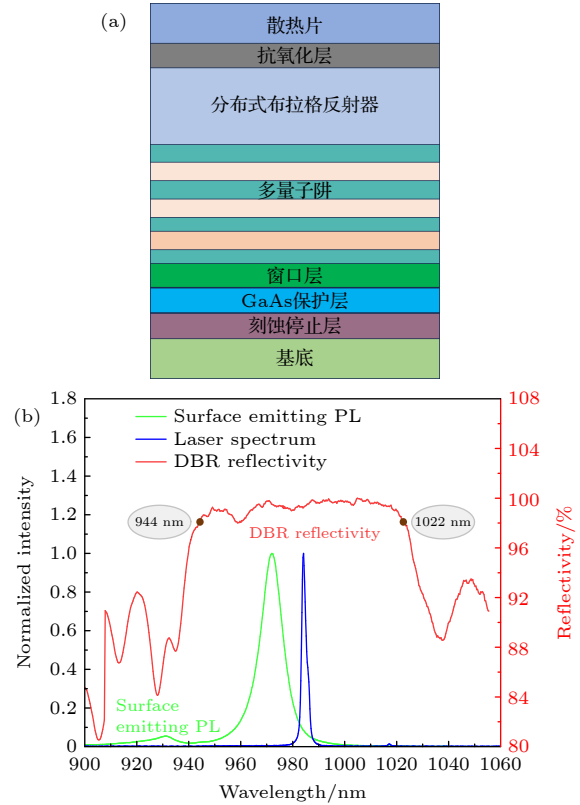 (a)
散热片
抗氧化层
分布式布拉格反射器
多量子阱
窗口层
GaAs保护层
刻蚀停止层
基底
(b)
Surface emitting PL
Laser spectrum
DBR reflectivity
944 nm
1022 nm
DBR reflectivity
Surface
emitting PL
Normalized intensity
1.8
1.6
1.4
1.2
1.0
0.8
0.6
0.4
0.2
0
Reflectivity/%
108
104
100
96
92
88
84
80
900 920 940 960 980 1000 1020 1040 1060
Wavelength/nm